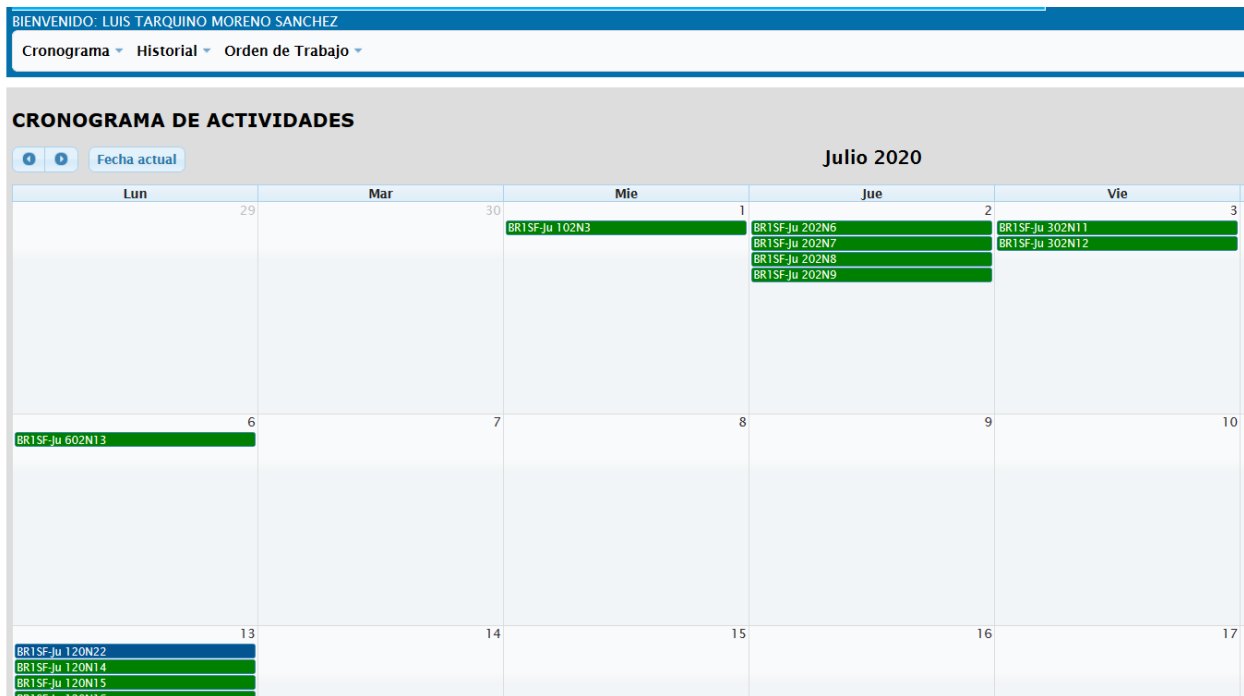 BIENVENIDO: LUIS TARQUINO MORENO SANCHEZ
Cronograma Historial Orden de Trabajo
CRONOGRAMA DE ACTIVIDADES
Fecha actual Julio 2020
Lun Mar Mie Jue Vie
29 30 1 2 3
BR1SF-Ju 102N3 BR1SF-Ju 202N6 BR1SF-Ju 302N11
BR1SF-Ju 202N7 BR1SF-Ju 302N12
BR1SF-Ju 202N8
BR1SF-Ju 202N9
6 7 8 9 10
BR1SF-Ju 602N13
13 14 15 16 17
BR1SF-Ju 120N22
BR1SF-Ju 120N14
BR1SF-Ju 120N15